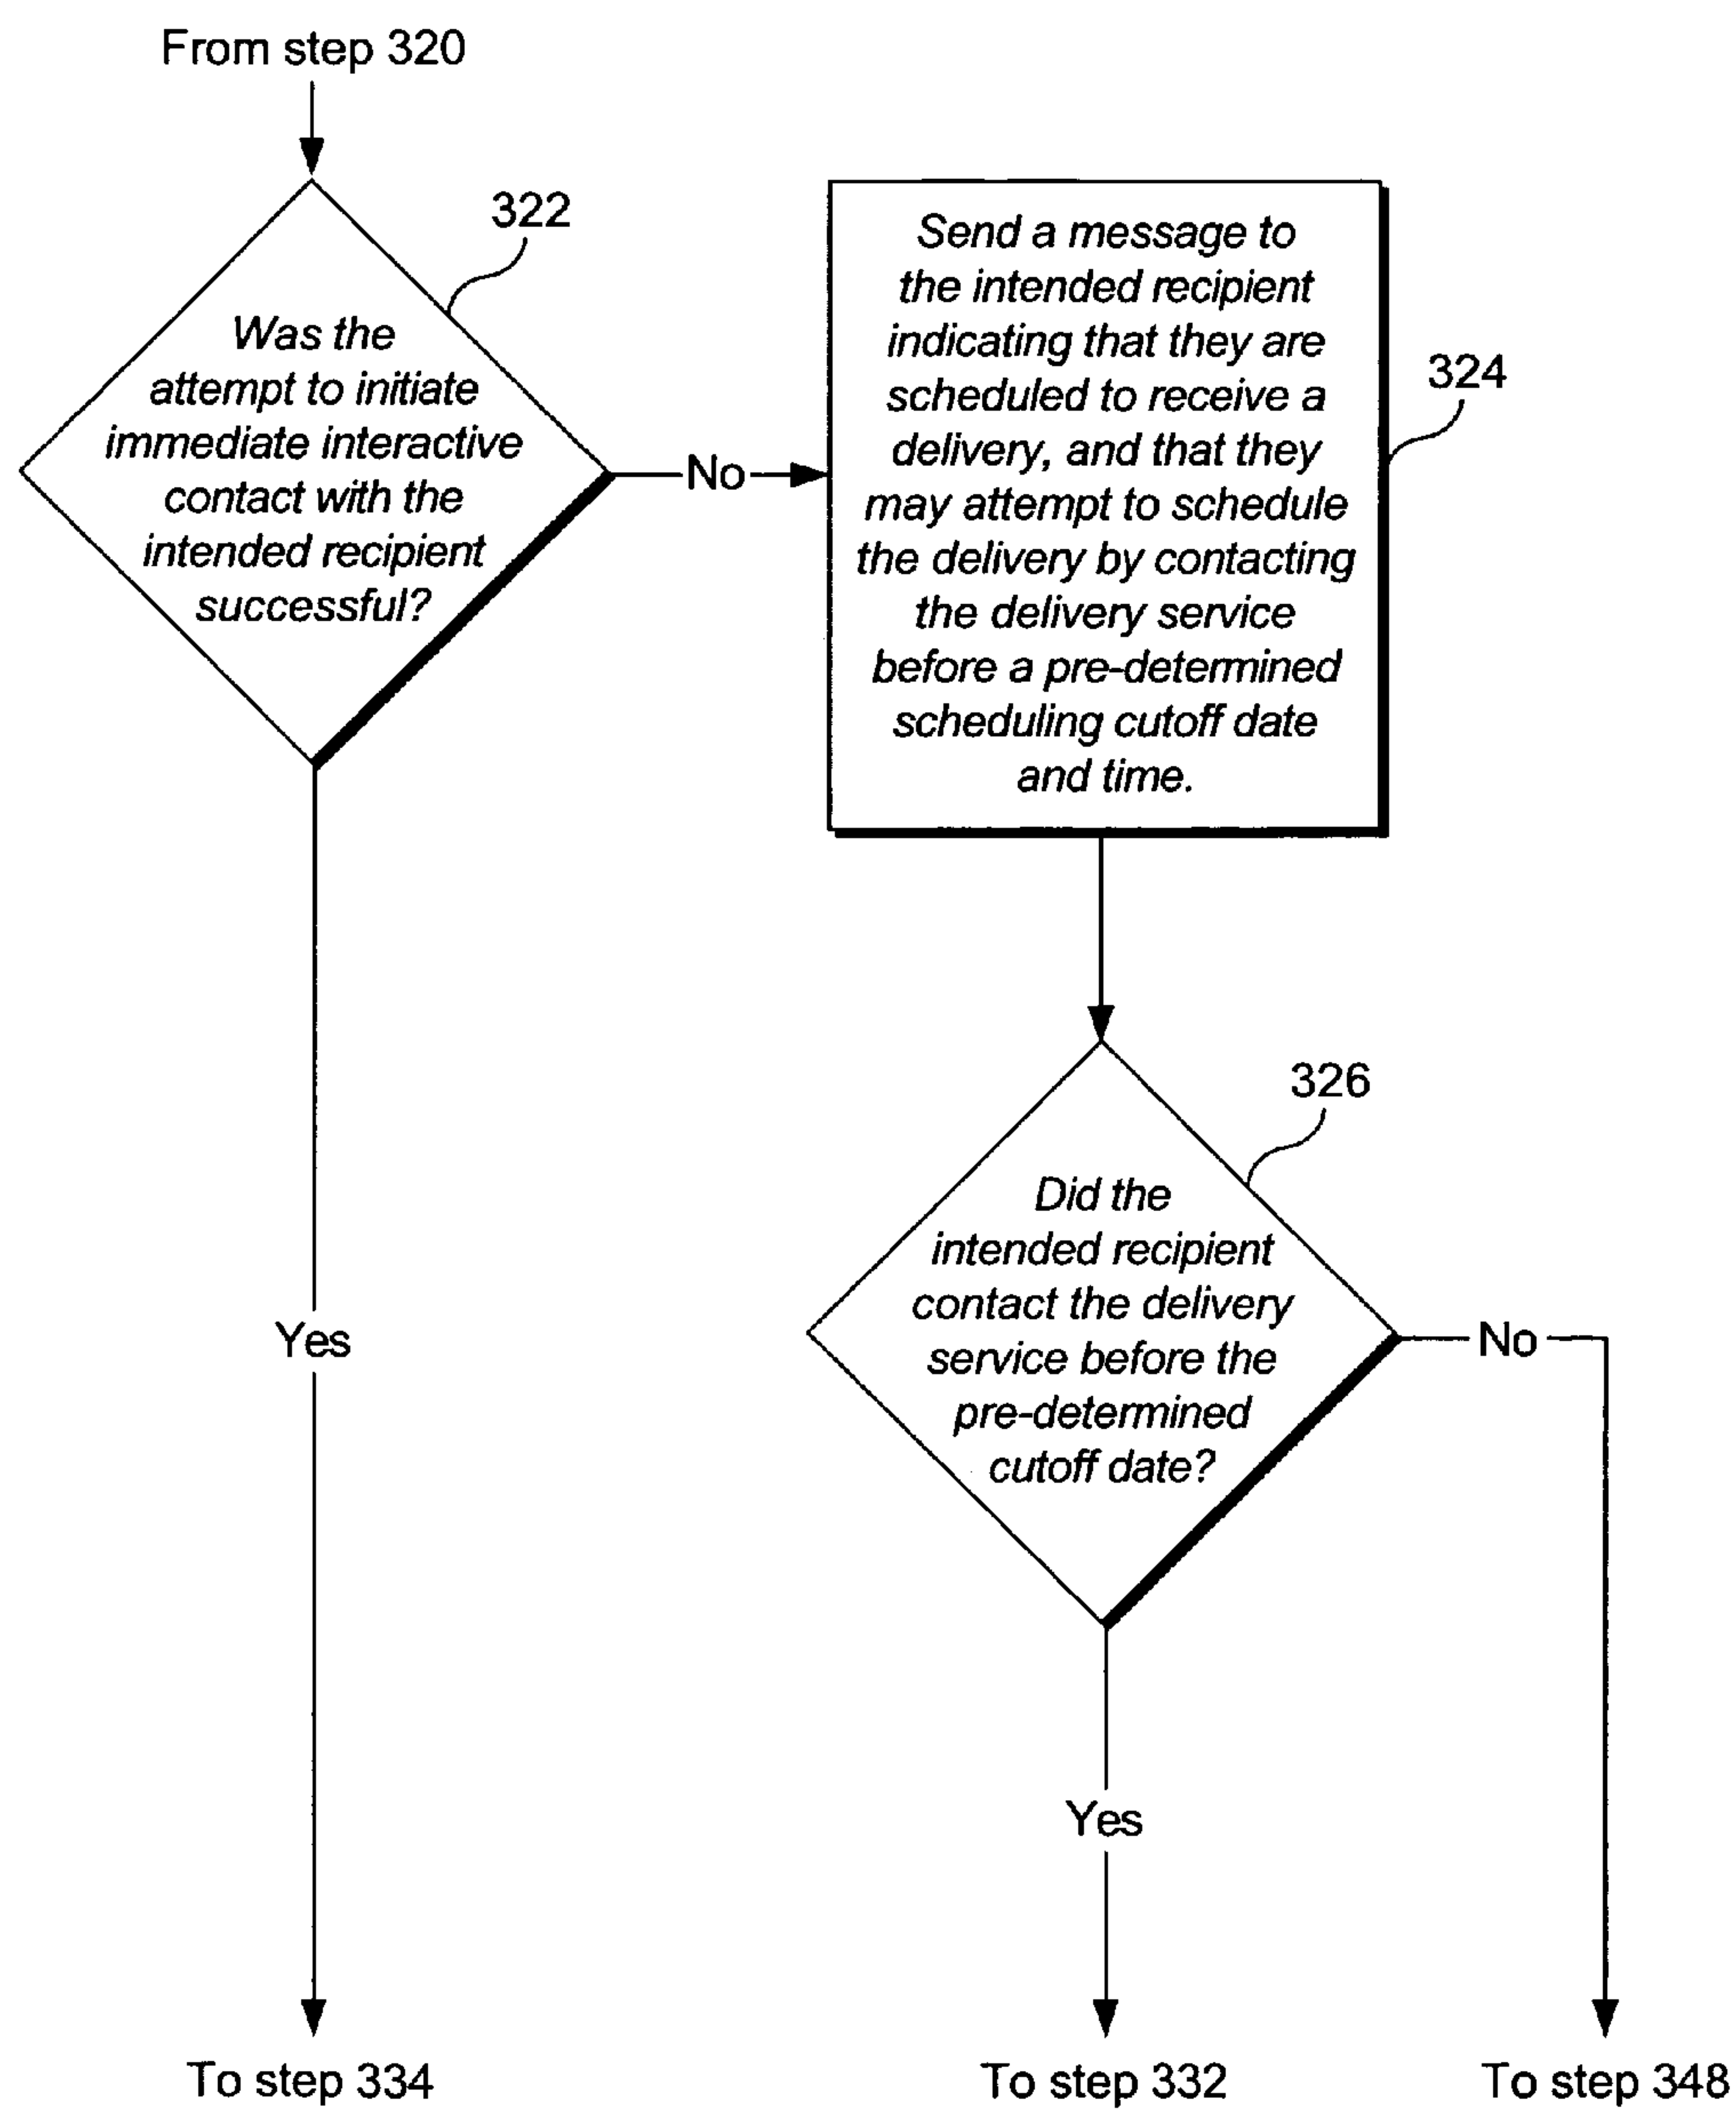 From step 320
322
Was the
attempt to initiate
immediate interactive
contact with the
intended recipient
successful?
No
Send a message to
the intended recipient
indicating that they are
scheduled to receive a
delivery, and that they
may attempt to schedule
the delivery by contacting
the delivery service
before a pre-determined
scheduling cutoff date
and time.
324
326
Did the
intended recipient
contact the delivery
service before the
pre-determined
cutoff date?
No
Yes
Yes
To step 334
To step 332
To step 348